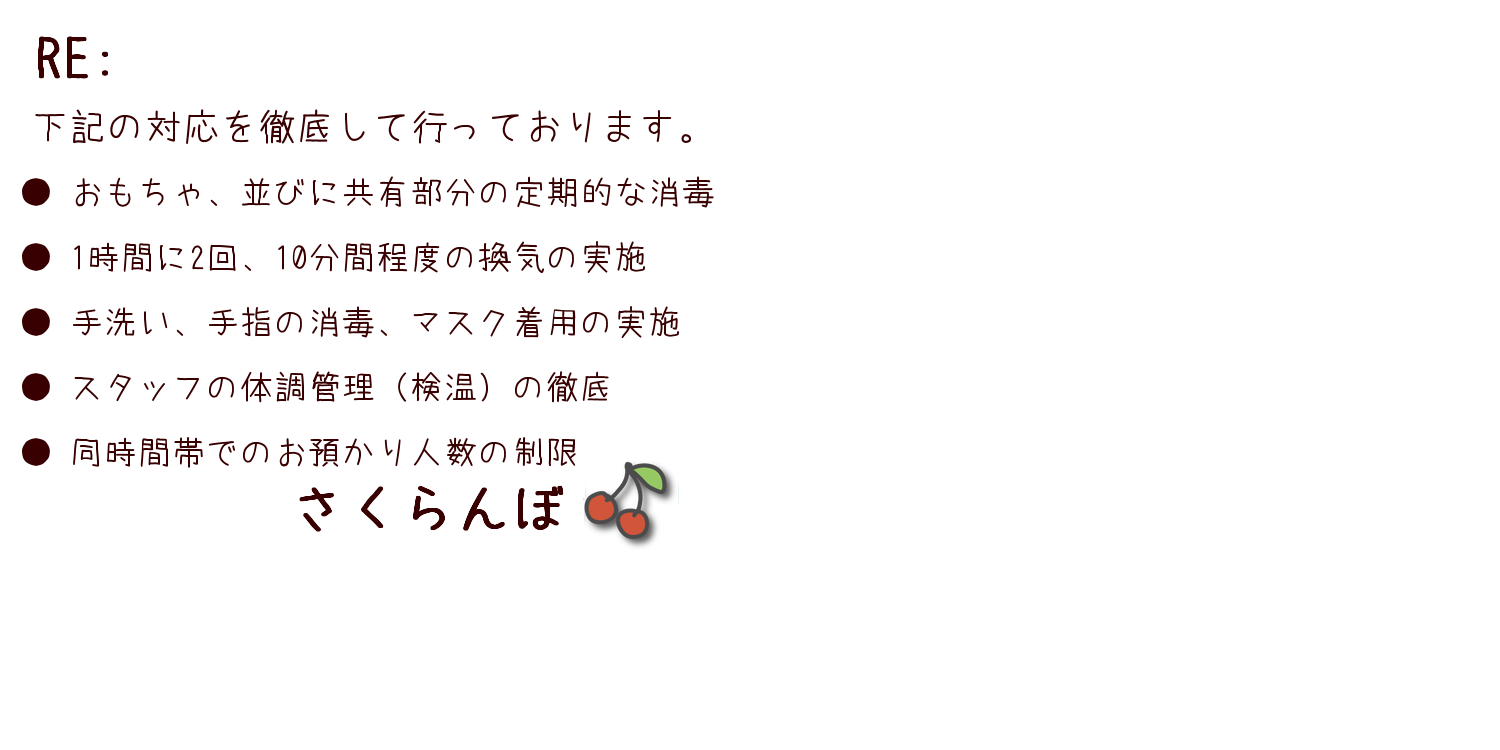 RE:
下記の対応を徹底して行っております。
● おもちゃ、並びに共有部分の定期的な消毒
● 1時間に2回、10分間程度の換気の実施
● 手洗い、手指の消毒、マスク着用の実施
● スタッフの体調管理（検温）の徹底
● 同時間帯でのお預かり人数の制限
さくらんぼ